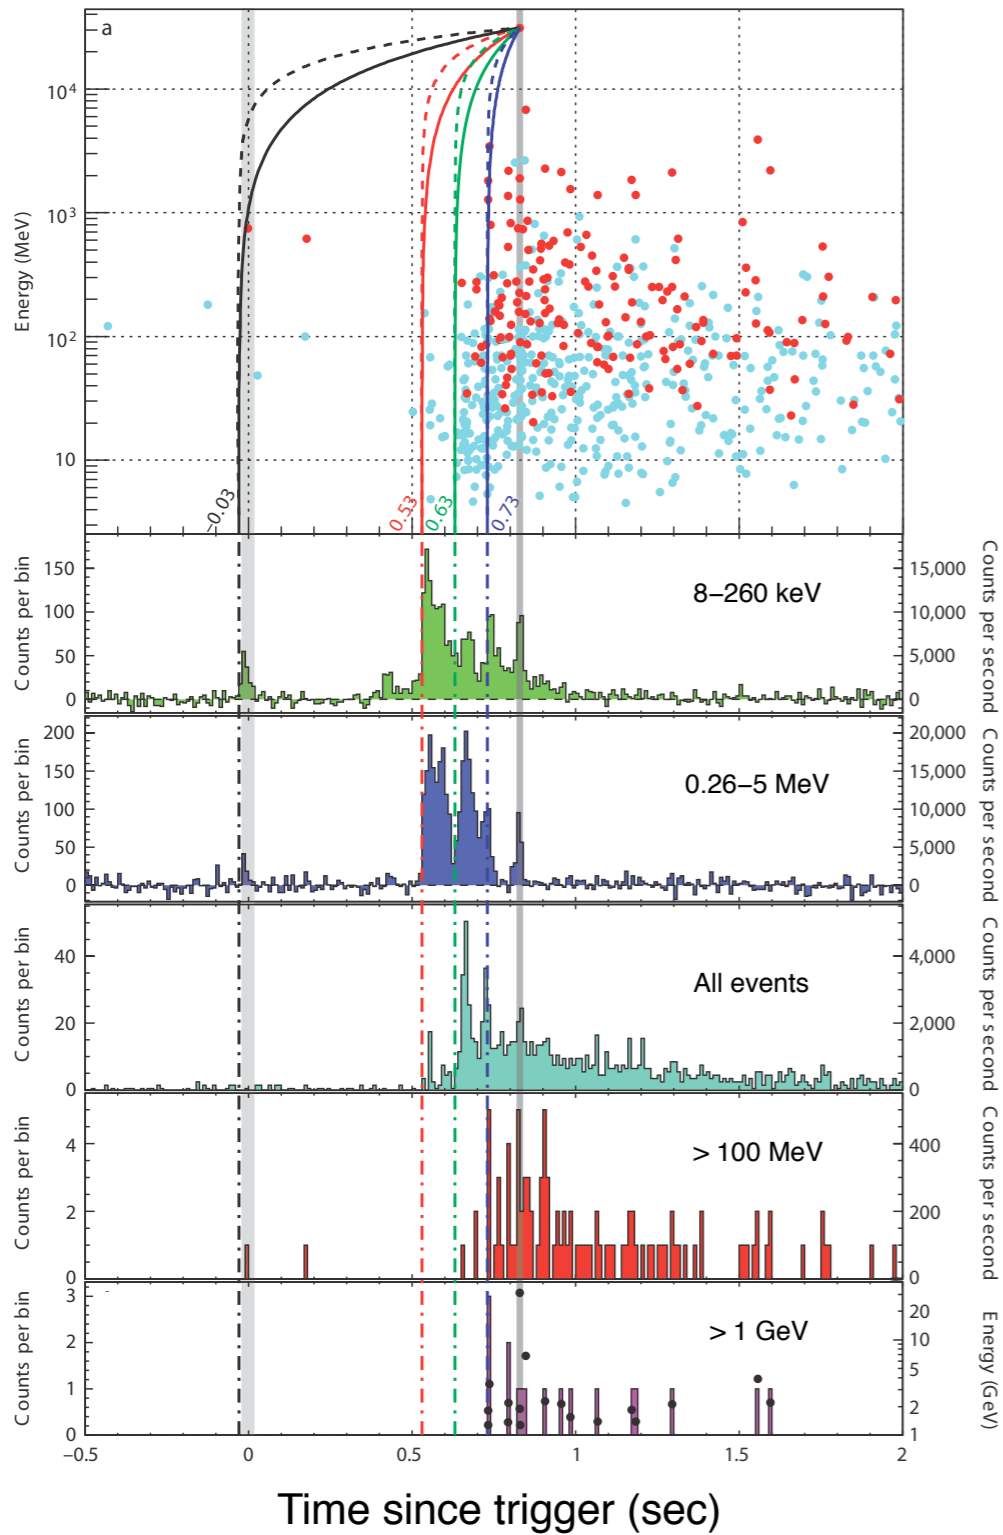 a
10⁴
10³
10²
10
Energy (MeV)
−0.03
0.53
0.63
0.73
150
100
50
0
Counts per bin
8−260 keV
15,000
10,000
5,000
0
Counts per second
200
150
100
50
0
Counts per bin
0.26−5 MeV
20,000
15,000
10,000
5,000
0
Counts per second
40
20
0
Counts per bin
All events
4,000
2,000
0
Counts per second
4
2
0
Counts per bin
> 100 MeV
400
200
0
Counts per second
3
2
1
0
Counts per bin
> 1 GeV
20
10
5
2
1
Energy (GeV)
−0.5 0 0.5 1 1.5 2
Time since trigger (sec)